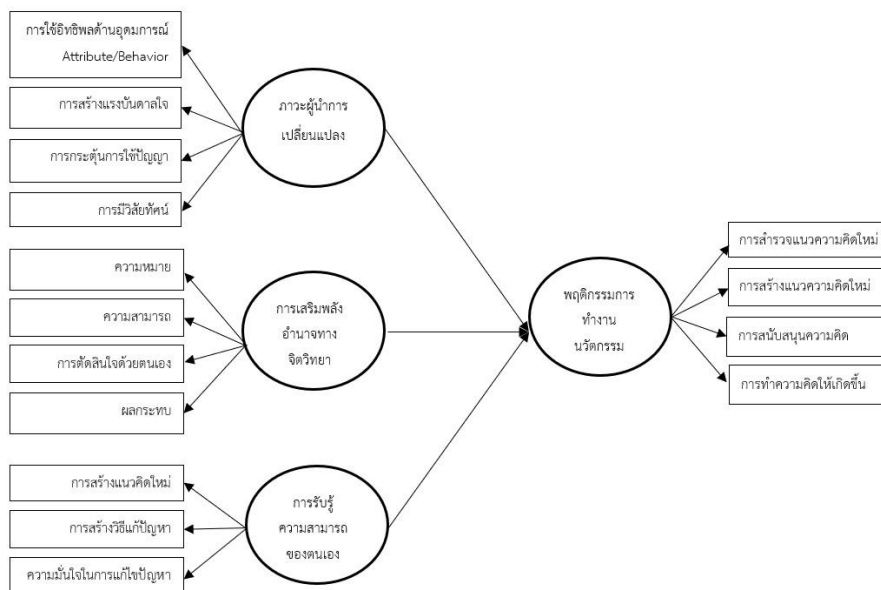 การใช้อิทธิพลด้านอุดมการณ์
Attribute/Behavior
การสร้างแรงบันดาลใจ
การกระตุ้นการใช้ปัญญา
การมีวิสัยทัศน์
ภาวะผู้นำการ
เปลี่ยนแปลง
ความหมาย
ความสามารถ
การตัดสินใจด้วยตนเอง
ผลกระทบ
การเสริมพลัง
อำนาจทาง
จิตวิทยา
การสร้างแนวคิดใหม่
การสร้างวิธีแก้ปัญหา
ความมั่นใจในการแก้ไขปัญหา
การรับรู้
ความสามารถ
ของตนเอง
พฤติกรรมการ
ทำงาน
นวัตกรรม
การสำรวจแนวความคิดใหม่
การสร้างแนวความคิดใหม่
การสนับสนุนความคิด
การทำความคิดให้เกิดขึ้น